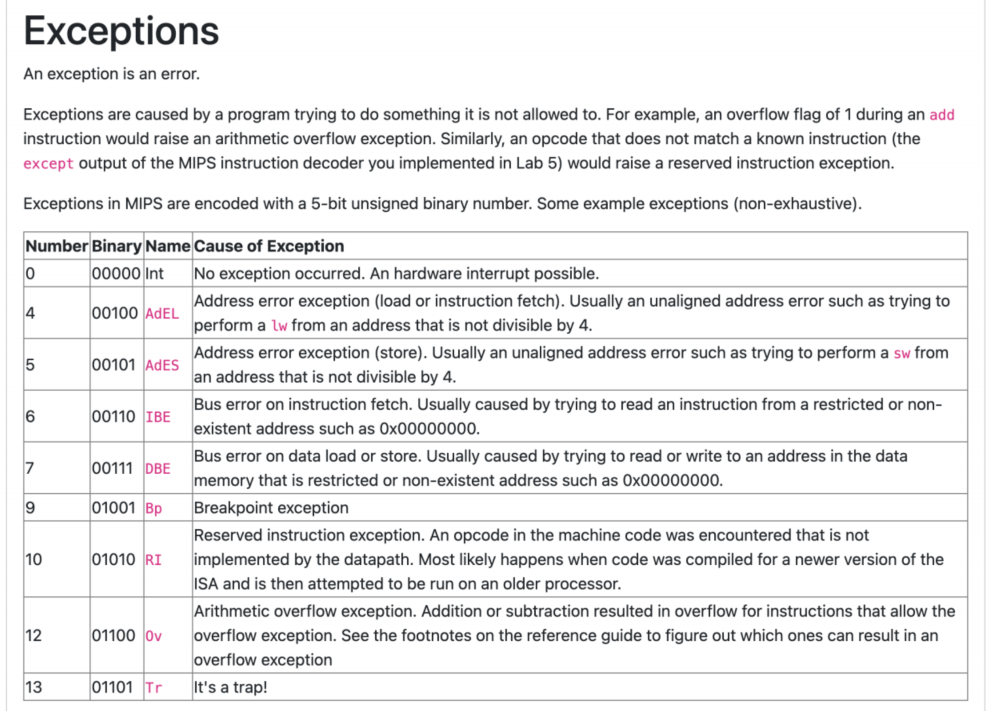 Exceptions
An exception is an error.
Exceptions are caused by a program trying to do something it is not allowed to. For example, an overflow flag of 1 during an add
instruction would raise an arithmetic overflow exception. Similarly, an opcode that does not match a known instruction (the
except output of the MIPS instruction decoder you implemented in Lab 5) would raise a reserved instruction exception.
Exceptions in MIPS are encoded with a 5-bit unsigned binary number. Some example exceptions (non-exhaustive).
Number Binary Name Cause of Exception
0 00000 Int No exception occurred. An hardware interrupt possible.
4 00100 AdEL Address error exception (load or instruction fetch). Usually an unaligned address error such as trying to
perform a lw from an address that is not divisible by 4.
5 00101 AdES Address error exception (store). Usually an unaligned address error such as trying to perform a sw from
an address that is not divisible by 4.
6 00110 IBE Bus error on instruction fetch. Usually caused by trying to read an instruction from a restricted or non-
existent address such as 0x00000000.
7 00111 DBE Bus error on data load or store. Usually caused by trying to read or write to an address in the data
memory that is restricted or non-existent address such as 0x00000000.
9 01001 Bp Breakpoint exception
10 01010 RI Reserved instruction exception. An opcode in the machine code was encountered that is not
implemented by the datapath. Most likely happens when code was compiled for a newer version of the
ISA and is then attempted to be run on an older processor.
12 01100 Ov Arithmetic overflow exception. Addition or subtraction resulted in overflow for instructions that allow the
overflow exception. See the footnotes on the reference guide to figure out which ones can result in an
overflow exception
13 01101 Tr It's a trap!